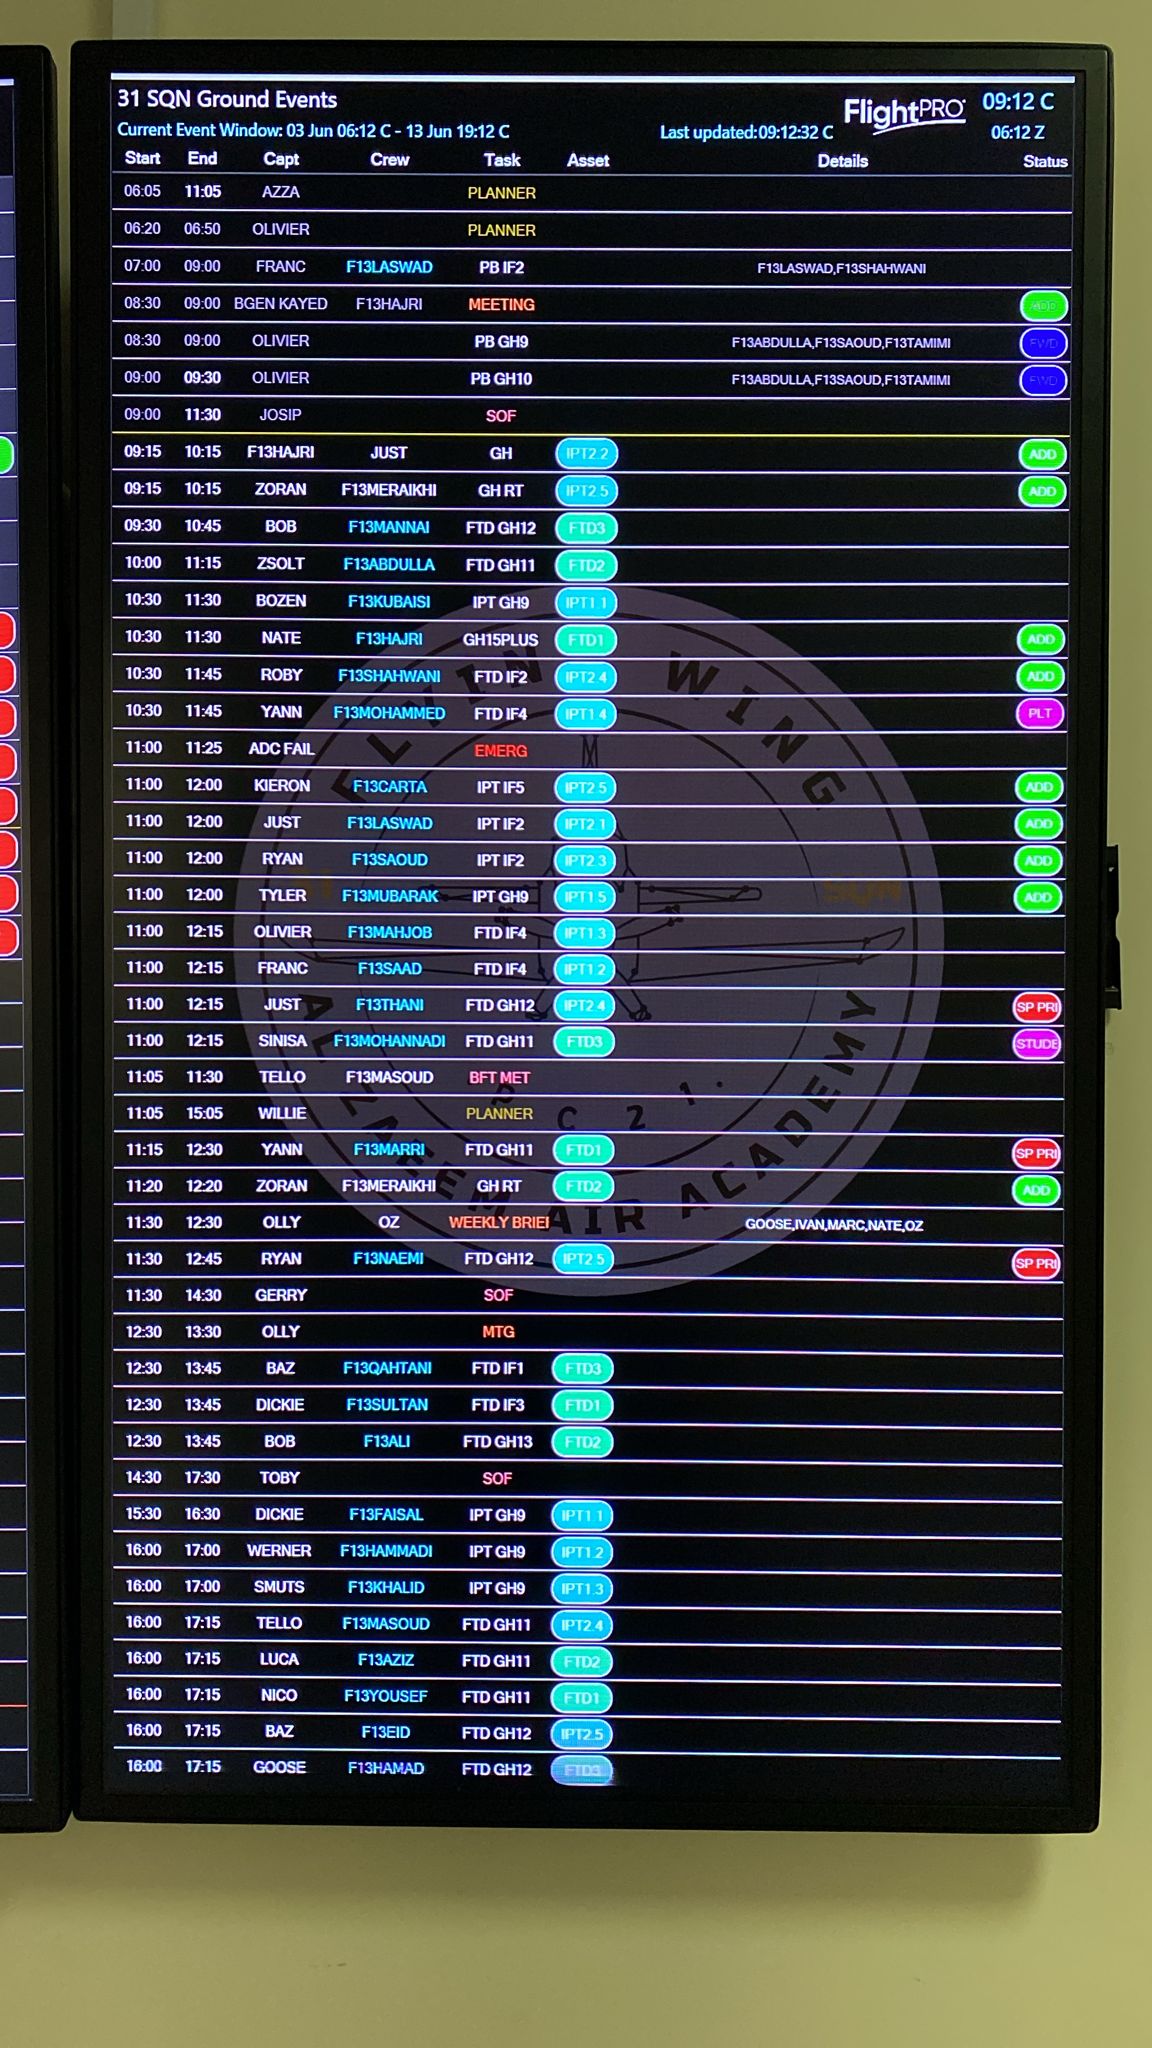 31 SQN Ground Events
FlightPRO
09:12 C
Current Event Window: 03 Jun 06:12 C - 13 Jun 19:12 C
Last updated:09:12:32 C
06:12 Z
Start End Capt Crew Task Asset Details Status
06:05 11:05 AZZA PLANNER
06:20 06:50 OLIVIER PLANNER
07:00 09:00 FRANC F13LASWAD PB IF2 F13LASWAD,F13SHAHWANI
08:30 09:00 BGEN KAYED F13HAJRI MEETING ADD
08:30 09:00 OLIVIER PB GH9 F13ABDULLA,F13SAOUD,F13TAMIMI FWD
09:00 09:30 OLIVIER PB GH10 F13ABDULLA,F13SAOUD,F13TAMIMI FWD
09:00 11:30 JOSIP SOF
09:15 10:15 F13HAJRI JUST GH IPT2.2 ADD
09:15 10:15 ZORAN F13MERAIKHI GH RT IPT2.5 ADD
09:30 10:45 BOB F13MANNAI FTD GH12 FTD3
10:00 11:15 ZSOLT F13ABDULLA FTD GH11 FTD2
10:30 11:30 BOZEN F13KUBAISI IPT GH9 IPT1.1
10:30 11:30 NATE F13HAJRI GH15PLUS FTD1 ADD
10:30 11:45 ROBY F13SHAHWANI FTD IF2 IPT2.4 ADD
10:30 11:45 YANN F13MOHAMMED FTD IF4 IPT1.4 PLT
11:00 11:25 ADC FAIL EMERG
11:00 12:00 KIERON F13CARTA IPT IF5 IPT2.5 ADD
11:00 12:00 JUST F13LASWAD IPT IF2 IPT2.1 ADD
11:00 12:00 RYAN F13SAOUD IPT IF2 IPT2.3 ADD
11:00 12:00 TYLER F13MUBARAK IPT GH9 IPT1.5 ADD
11:00 12:15 OLIVIER F13MAHJOB FTD IF4 IPT1.3
11:00 12:15 FRANC F13SAAD FTD IF4 IPT1.2
11:00 12:15 JUST F13THANI FTD GH12 IPT2.4 SP PRI
11:00 12:15 SINISA F13MOHANNADI FTD GH11 FTD3 STUDE
11:05 11:30 TELLO F13MASOUD BFT MET
11:05 15:05 WILLIE PLANNER
11:15 12:30 YANN F13MARRI FTD GH11 FTD1 SP PRI
11:20 12:20 ZORAN F13MERAIKHI GH RT FTD2 ADD
11:30 12:30 OLLY OZ WEEKLY BRIEI GOOSE,IVAN,MARC,NATE,OZ
11:30 12:45 RYAN F13NAEMI FTD GH12 IPT2.5 SP PRI
11:30 14:30 GERRY SOF
12:30 13:30 OLLY MTG
12:30 13:45 BAZ F13QAHTANI FTD IF1 FTD3
12:30 13:45 DICKIE F13SULTAN FTD IF3 FTD1
12:30 13:45 BOB F13ALI FTD GH13 FTD2
14:30 17:30 TOBY SOF
15:30 16:30 DICKIE F13FAISAL IPT GH9 IPT1.1
16:00 17:00 WERNER F13HAMMADI IPT GH9 IPT1.2
16:00 17:00 SMUTS F13KHALID IPT GH9 IPT1.3
16:00 17:15 TELLO F13MASOUD FTD GH11 IPT2.4
16:00 17:15 LUCA F13AZIZ FTD GH11 FTD2
16:00 17:15 NICO F13YOUSEF FTD GH11 FTD1
16:00 17:15 BAZ F13EID FTD GH12 IPT2.5
16:00 17:15 GOOSE F13HAMAD FTD GH12 FTD3
FLYING WING
SQN
PC 21.
AL ZAEEM AIR ACADEMY